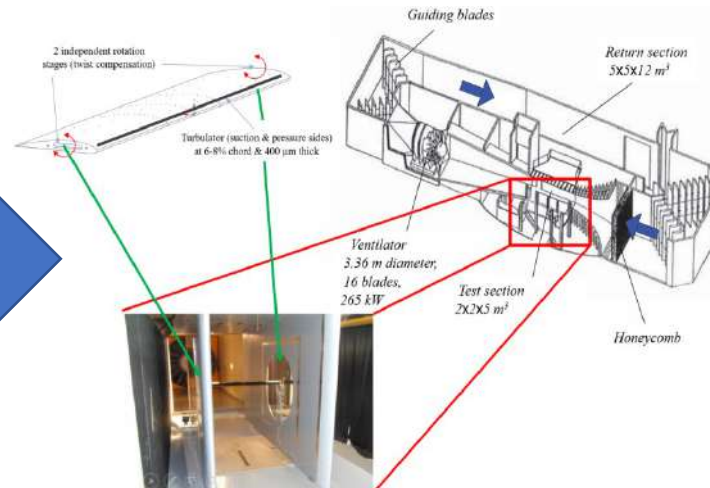 Guiding blades
2 independent rotation
stages (twist compensation)
Return section
5x5x12 m³
Turbulator (suction & pressure sides)
at 6-8% chord & 400 μm thick
Ventilator
3,36 m diameter,
16 blades,
265 kW
Test section
2x2x5 m³
Honeycomb